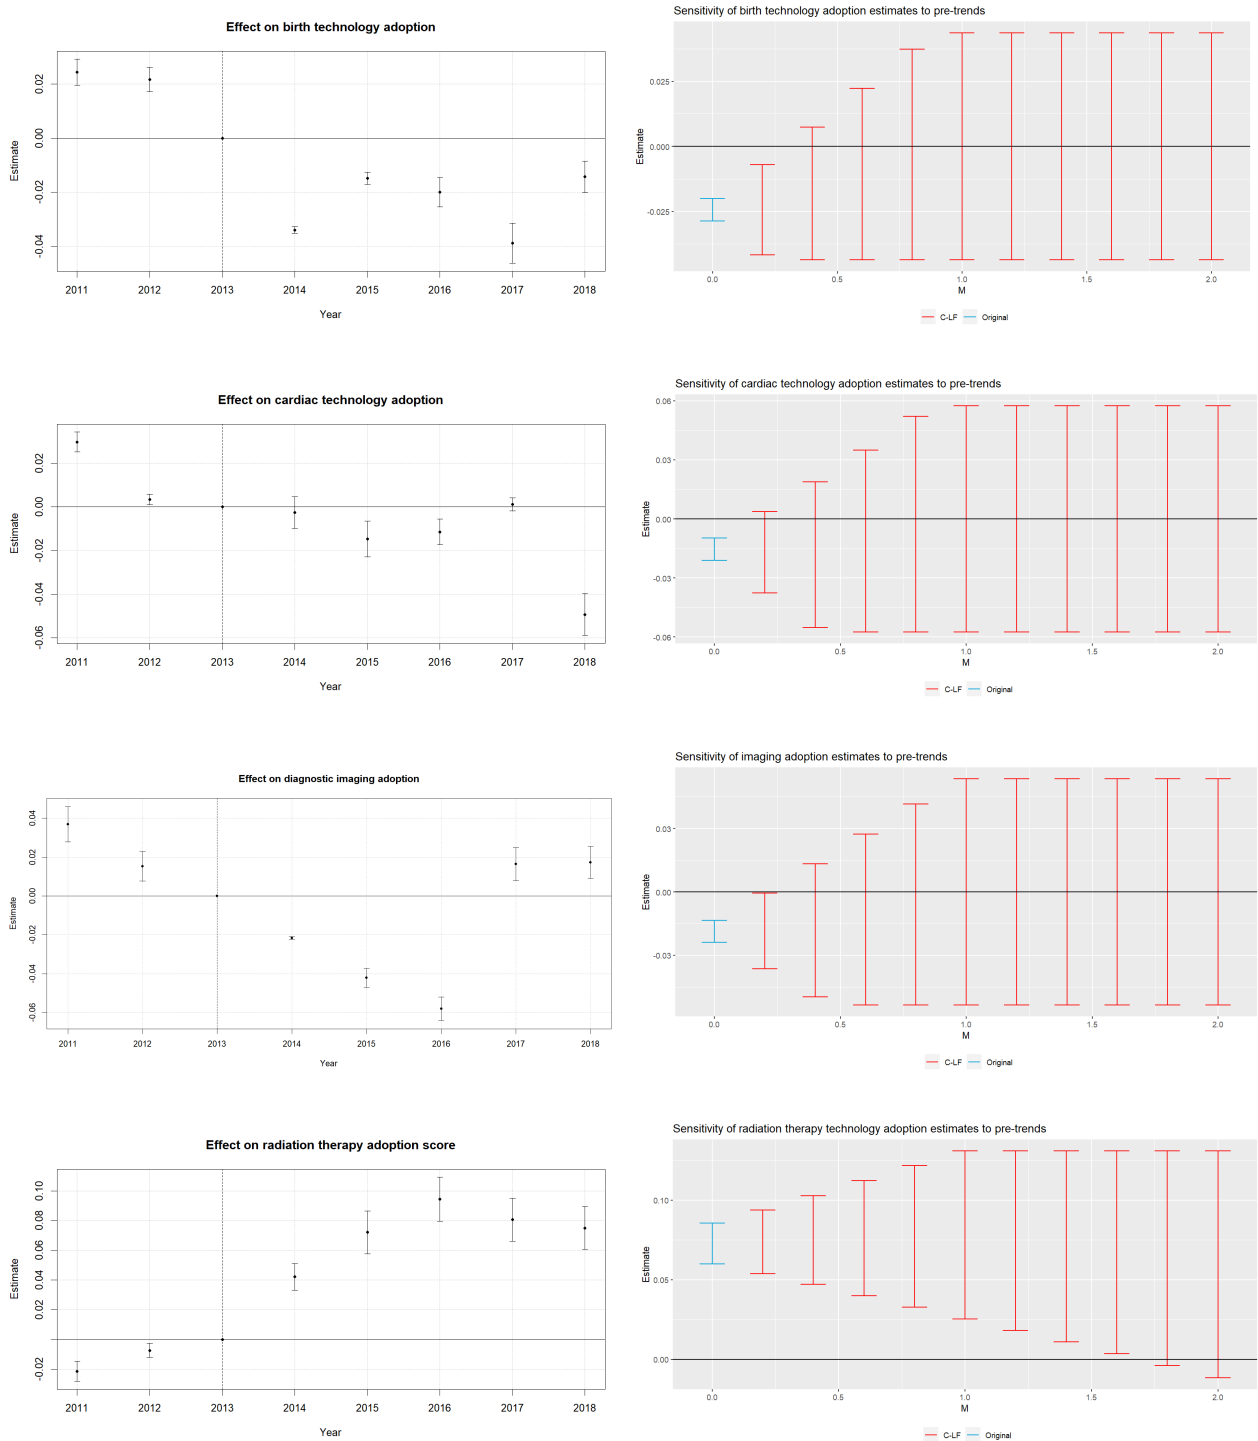 Effect on birth technology adoption
Estimate
0.02
0.00
-0.02
-0.04
2011 2012 2013 2014 2015 2016 2017 2018
Year
Sensitivity of birth technology adoption estimates to pre-trends
Estimate
0.025
0.000
-0.025
0.0 0.5 1.0 1.5 2.0
M
C-LF Original
Effect on cardiac technology adoption
Estimate
0.02
0.00
-0.02
-0.04
-0.06
2011 2012 2013 2014 2015 2016 2017 2018
Year
Sensitivity of cardiac technology adoption estimates to pre-trends
Estimate
0.06
0.03
0.00
-0.03
-0.06
0.0 0.5 1.0 1.5 2.0
M
C-LF Original
Effect on diagnostic imaging adoption
Estimate
0.04
0.02
0.00
-0.02
-0.04
-0.06
2011 2012 2013 2014 2015 2016 2017 2018
Year
Sensitivity of imaging adoption estimates to pre-trends
Estimate
0.03
0.00
-0.03
0.0 0.5 1.0 1.5 2.0
M
C-LF Original
Effect on radiation therapy adoption score
Estimate
0.10
0.08
0.06
0.04
0.02
-0.02
2011 2012 2013 2014 2015 2016 2017 2018
Year
Sensitivity of radiation therapy technology adoption estimates to pre-trends
Estimate
0.10
0.05
0.00
0.0 0.5 1.0 1.5 2.0
M
C-LF Original